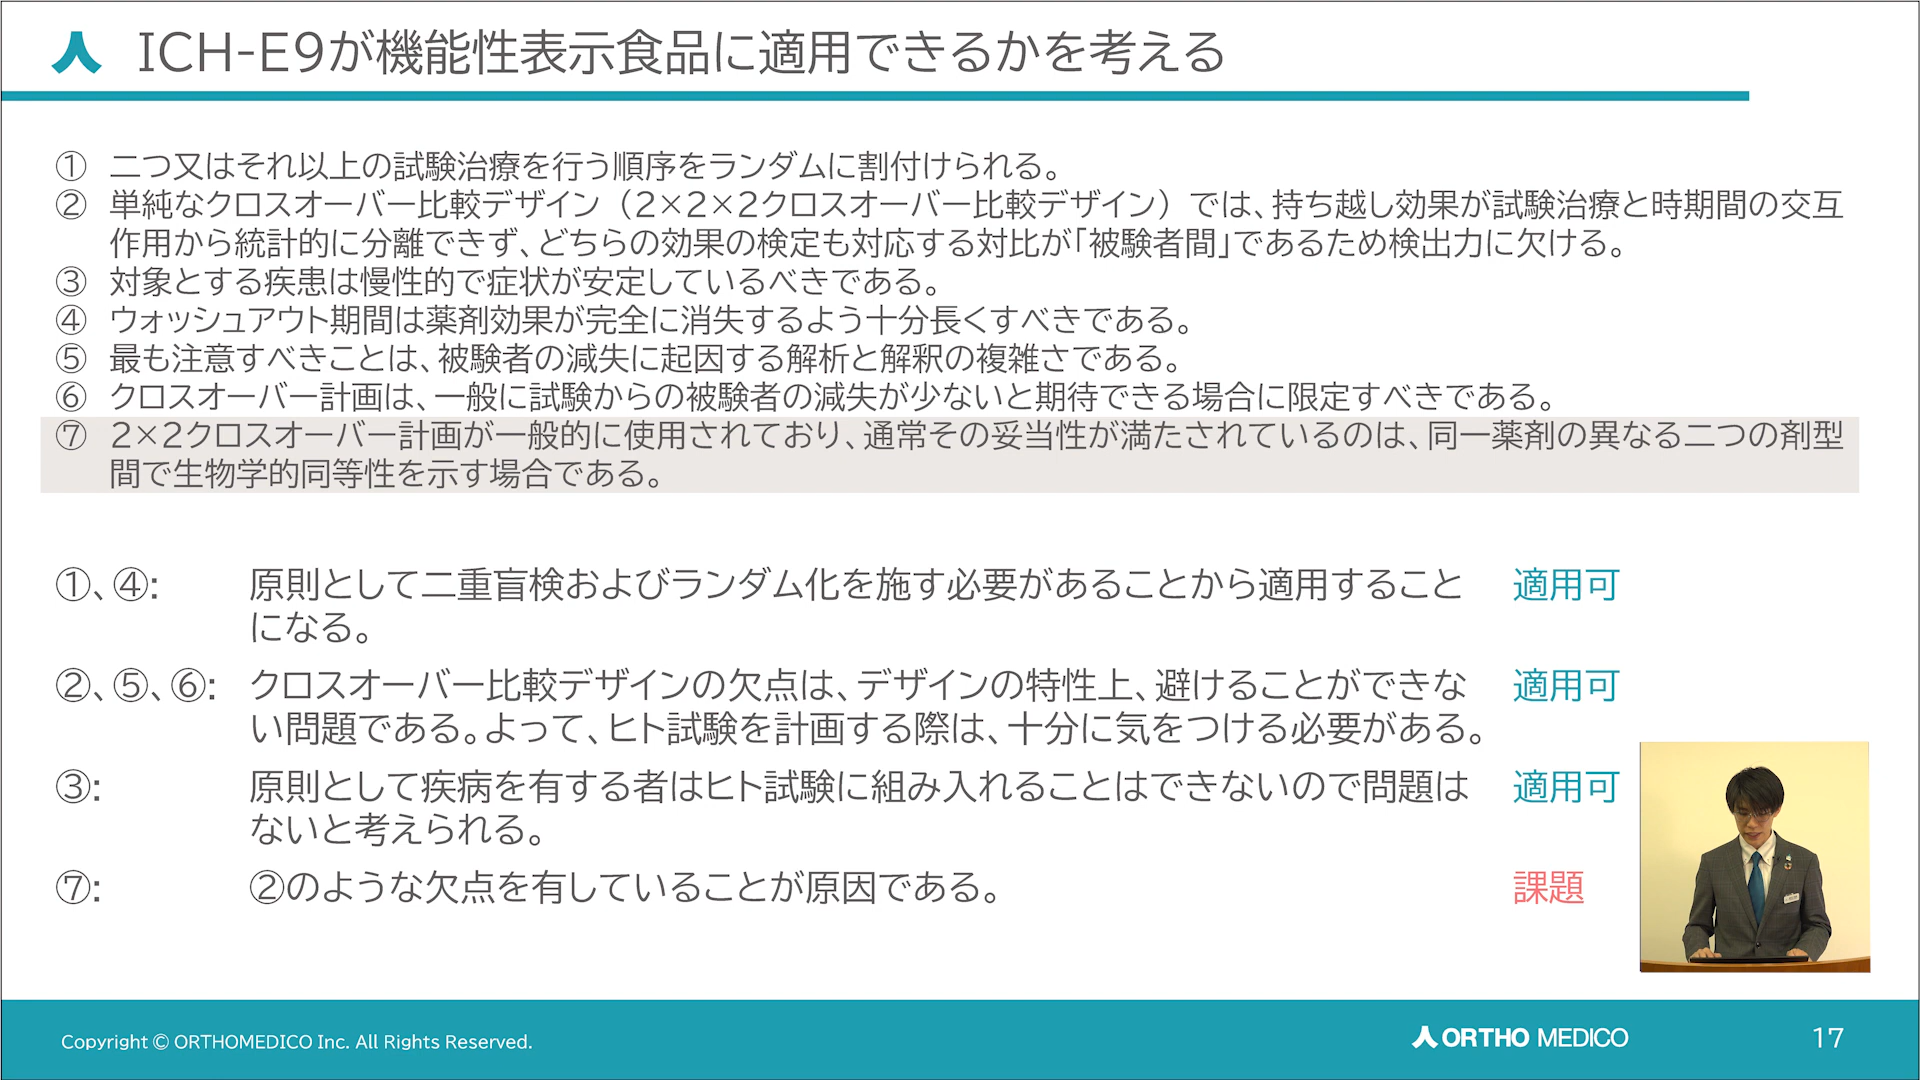 ICH-E9が機能性表示食品に適用できるかを考える
① 二つ又はそれ以上の試験治療を行う順序をランダムに割付けられる。
② 単純なクロスオーバー比較デザイン（2×2×2クロスオーバー比較デザイン）では、持ち越し効果が試験治療と時期間の交互
作用から統計的に分離できず、どちらの効果の検定も対応する対比が「被験者間」であるため検出力に欠ける。
③ 対象とする疾患は慢性的で症状が安定しているべきである。
④ ウォッシュアウト期間は薬剤効果が完全に消失するよう十分長くすべきである。
⑤ 最も注意すべきことは、被験者の減失に起因する解析と解釈の複雑さである。
⑥ クロスオーバー計画は、一般に試験からの被験者の減失が少ないと期待できる場合に限定すべきである。
⑦ 2×2クロスオーバー計画が一般的に使用されており、通常その妥当性が満たされているのは、同一薬剤の異なる二つの剤型
間で生物学的同等性を示す場合である。
①、④: 原則として二重盲検およびランダム化を施す必要があることから適用すること 適用可
になる。
②、⑤、⑥: クロスオーバー比較デザインの欠点は、デザインの特性上、避けることができな 適用可
い問題である。よって、ヒト試験を計画する際は、十分に気をつける必要がある。
③: 原則として疾病を有する者はヒト試験に組み入れることはできないので問題は 適用可
ないと考えられる。
⑦: ②のような欠点を有していることが原因である。 課題
Copyright © ORTHOMEDICO Inc. All Rights Reserved.
ORTHO MEDICO
17